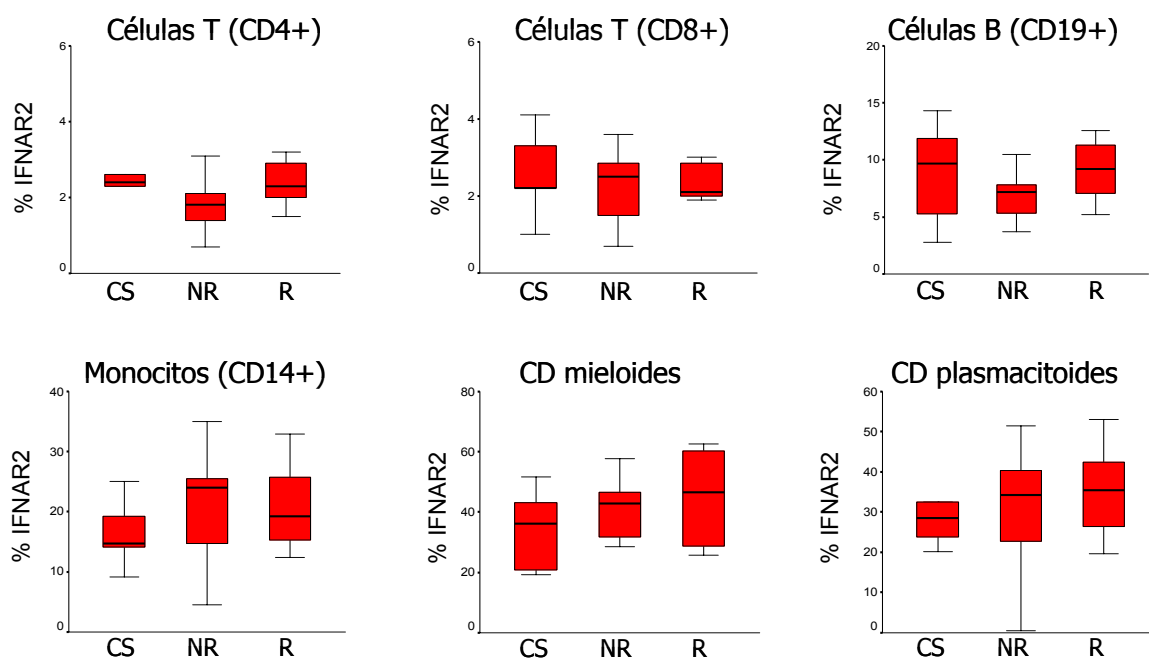 Células T (CD4+)
% IFNAR2
6
4
2
0
CS NR R
Células T (CD8+)
% IFNAR2
6
4
2
0
CS NR R
Células B (CD19+)
% IFNAR2
20
15
10
5
0
CS NR R
Monocitos (CD14+)
% IFNAR2
40
30
20
10
0
CS NR R
CD mieloides
% IFNAR2
80
60
40
20
0
CS NR R
CD plasmacitoides
% IFNAR2
60
50
40
30
20
10
0
CS NR R